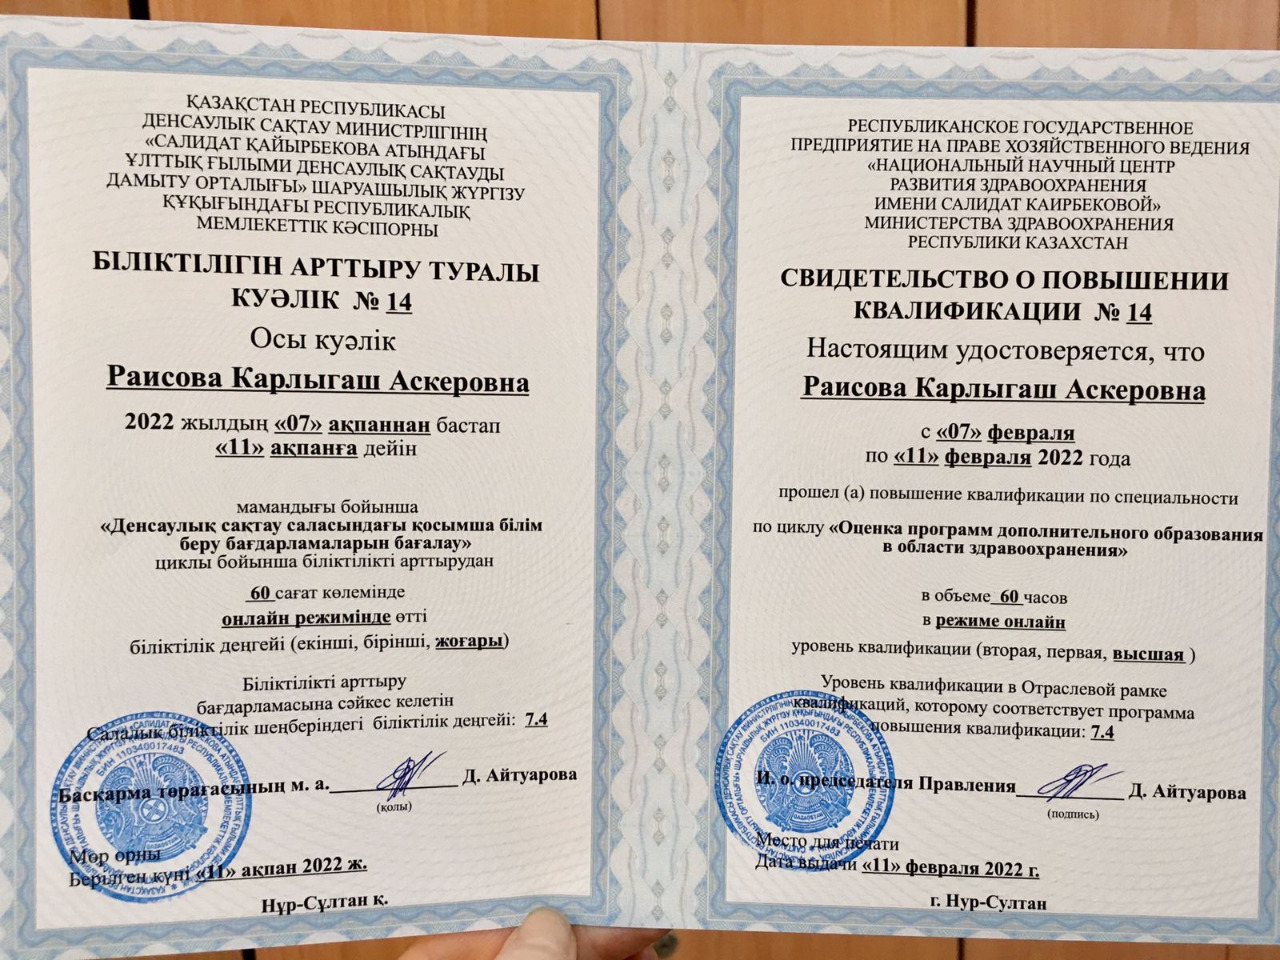 ҚАЗАҚСТАН РЕСПУБЛИКАСЫ
ДЕНСАУЛЫК САҚТАУ МИНИСТРЛІГІНІҢ
«САЛИДАТ ҚАЙЫРБЕКОВА АТЫНДАҒЫ
ҰЛТТЫҚ ҒЫЛЫМИ ДЕНСАУЛЫҚ САҚТАУДЫ
ДАМЫТУ ОРТАЛЫҒЫ» ШАРУАШЫЛЫҚ ЖҮРГІЗУ
ҚҰҚЫҒЫНДАҒЫ РЕСПУБЛИКАЛЫҚ
МЕМЛЕКЕТТІК КӘСІПОРНЫ
БІЛІКТІЛІГІН АРТТЫРУ ТУРАЛЫ
КУӘЛІК № 14
Осы куәлік
Раисова Карлыгаш Аскеровна
2022 жылдың «07» ақпаннан бастап
«11» ақпанға дейін
мамандығы бойынша
«Денсаулық сақтау саласындағы қосымша білім
беру бағдарламаларын бағалау»
циклы бойынша біліктілікті арттырудан
60 сағат көлемінде
онлайн режимінде өтті
біліктілік деңгейі (екінші, бірінші, жоғары)
Біліктілікті арттыру
бағдарламасына сәйкес келетін
Салалық біліктілік шеңберіндегі біліктілік деңгейі: 7.4
Басқарма төрағасының м. а. Д. Айтуарова
(қолы)
БИН 110340017463
Мөр орны
Берілген күні «11» ақпан 2022 ж.
Нұр-Сұлтан қ.
РЕСПУБЛИКАНСКОЕ ГОСУДАРСТВЕННОЕ
ПРЕДПРИЯТИЕ НА ПРАВЕ ХОЗЯЙСТВЕННОГО ВЕДЕНИЯ
«НАЦИОНАЛЬНЫЙ НАУЧНЫЙ ЦЕНТР
РАЗВИТИЯ ЗДРАВООХРАНЕНИЯ
ИМЕНИ САЛИДАТ КАИРБЕКОВОЙ»
МИНИСТЕРСТВА ЗДРАВООХРАНЕНИЯ
РЕСПУБЛИКИ КАЗАХСТАН
СВИДЕТЕЛЬСТВО О ПОВЫШЕНИИ
КВАЛИФИКАЦИИ № 14
Настоящим удостоверяется, что
Раисова Карлыгаш Аскеровна
с «07» февраля
по «11» февраля 2022 года
прошел (а) повышение квалификации по специальности
по циклу «Оценка программ дополнительного образования
в области здравоохранения»
в объеме 60 часов
в режиме онлайн
уровень квалификации (вторая, первая, высшая )
Уровень квалификации в Отраслевой рамке
квалификаций, которому соответствует программа
повышения квалификации: 7.4
И. о. председателя Правления Д. Айтуарова
(подпись)
БИН 110340017463
Место для печати
Дата выдачи «11» февраля 2022 г.
г. Нур-Султан